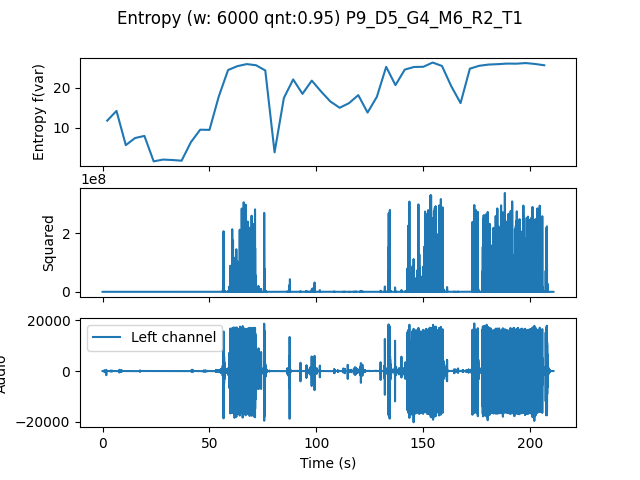 Entropy (w: 6000 qnt:0.95) P9_D5_G4_M6_R2_T1
Entropy f(var)
20
10
1e8
Squared
2
0
Audio
20000
0
−20000
Left channel
0
50
100
150
200
Time (s)